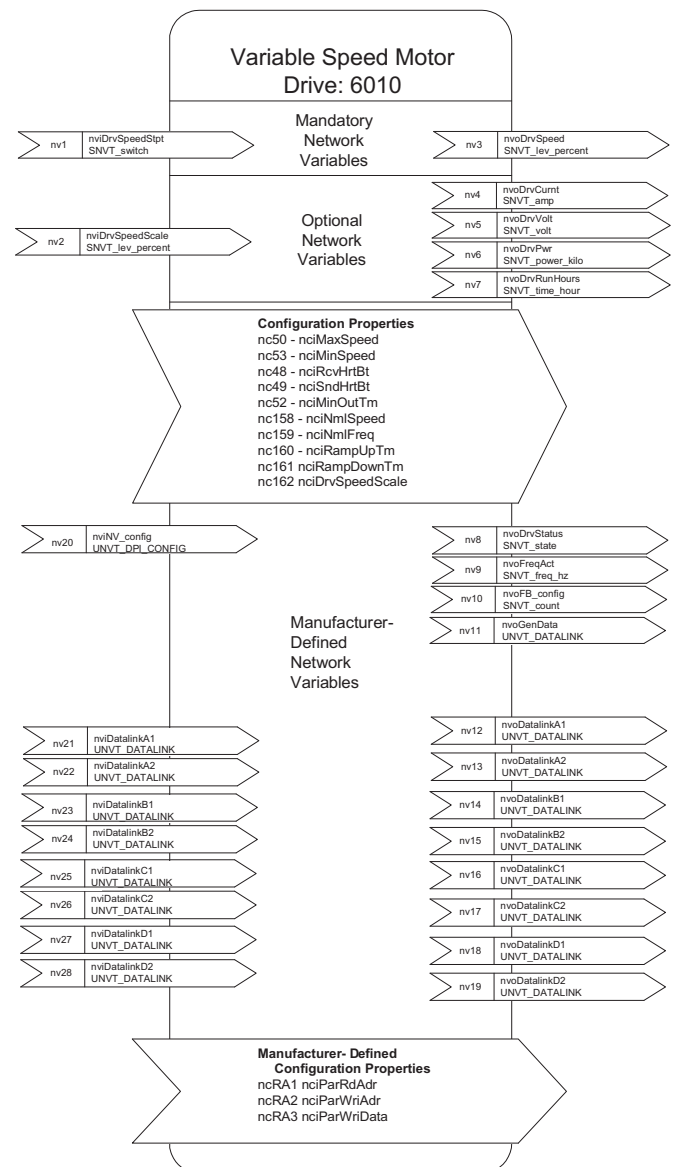 Variable Speed Motor
Drive: 6010
Mandatory
Network
Variables
nv1
nviDrvSpeedStpt
SNVT_switch
nv3
nvoDrvSpeed
SNVT_lev_percent
Optional
Network
Variables
nv2
nviDrvSpeedScale
SNVT_lev_percent
nv4
nvoDrvCurnt
SNVT_amp
nv5
nvoDrvVolt
SNVT_volt
nv6
nvoDrvPwr
SNVT_power_kilo
nv7
nvoDrvRunHours
SNVT_time_hour
Configuration Properties
nc50 - nciMaxSpeed
nc53 - nciMinSpeed
nc48 - nciRcvHrtBt
nc49 - nciSndHrtBt
nc52 - nciMinOutTm
nc158 - nciNmlSpeed
nc159 - nciNmlFreq
nc160 - nciRampUpTm
nc161 nciRampDownTm
nc162 nciDrvSpeedScale
nv20
nviNV_config
UNVT_DPI_CONFIG
nv8
nvoDrvStatus
SNVT_state
nv9
nvoFreqAct
SNVT_freq_hz
nv10
nvoFB_config
SNVT_count
nv11
nvoGenData
UNVT_DATALINK
Manufacturer-
Defined
Network
Variables
nv21
nviDatalinkA1
UNVT_DATALINK
nv22
nviDatalinkA2
UNVT_DATALINK
nv23
nviDatalinkB1
UNVT_DATALINK
nv24
nviDatalinkB2
UNVT_DATALINK
nv25
nviDatalinkC1
UNVT_DATALINK
nv26
nviDatalinkC2
UNVT_DATALINK
nv27
nviDatalinkD1
UNVT_DATALINK
nv28
nviDatalinkD2
UNVT_DATALINK
nv12
nvoDatalinkA1
UNVT_DATALINK
nv13
nvoDatalinkA2
UNVT_DATALINK
nv14
nvoDatalinkB1
UNVT_DATALINK
nv15
nvoDatalinkB2
UNVT_DATALINK
nv16
nvoDatalinkC1
UNVT_DATALINK
nv17
nvoDatalinkC2
UNVT_DATALINK
nv18
nvoDatalinkD1
UNVT_DATALINK
nv19
nvoDatalinkD2
UNVT_DATALINK
Manufacturer- Defined
Configuration Properties
ncRA1 nciParRdAdr
ncRA2 nciParWriAdr
ncRA3 nciParWriData